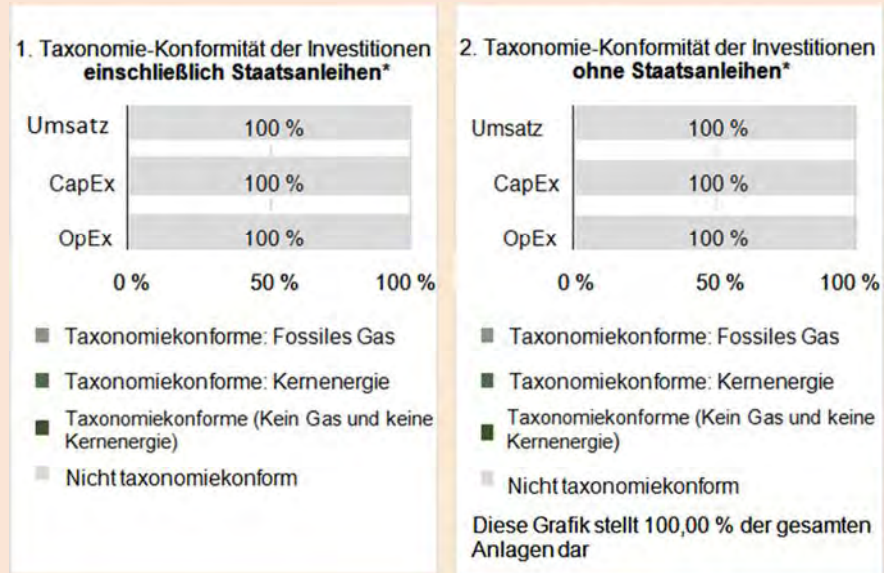 1. Taxonomie-Konformität der Investitionen
einschließlich Staatsanleihen*
Umsatz 100 %
CapEx 100 %
OpEx 100 %
0 % 50 % 100 %
Taxonomiekonforme: Fossiles Gas
Taxonomiekonforme: Kernenergie
Taxonomiekonforme (Kein Gas und keine
Kernenergie)
Nicht taxonomiekonform
2. Taxonomie-Konformität der Investitionen
ohne Staatsanleihen*
Umsatz 100 %
CapEx 100 %
OpEx 100 %
0 % 50 % 100 %
Taxonomiekonforme: Fossiles Gas
Taxonomiekonforme: Kernenergie
Taxonomiekonforme (Kein Gas und keine
Kernenergie)
Nicht taxonomiekonform
Diese Grafik stellt 100,00 % der gesamten
Anlagen dar